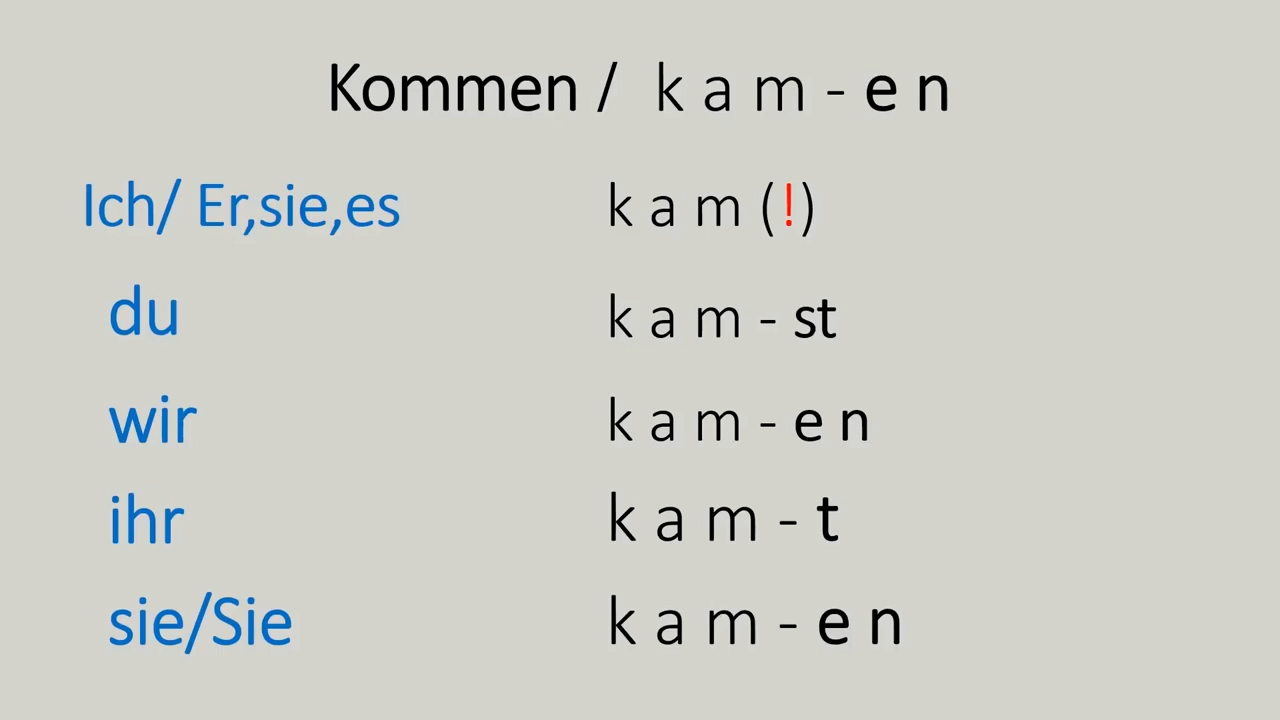 Kommen / k a m - e n
Ich/ Er,sie,es k a m (!)
du k a m - st
wir k a m - e n
ihr k a m - t
sie/Sie k a m - e n